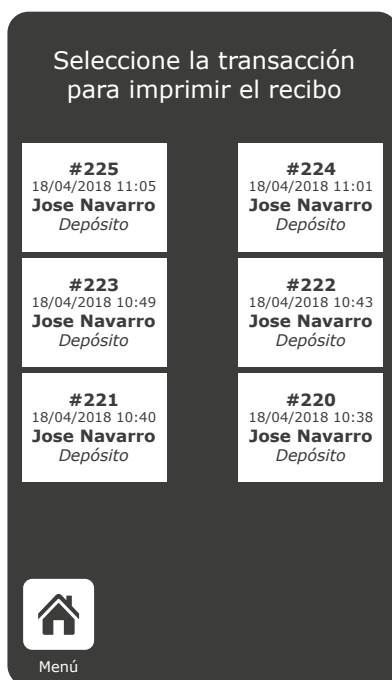 Seleccione la transacción
para imprimir el recibo
#225
18/04/2018 11:05
Jose Navarro
Depósito
#224
18/04/2018 11:01
Jose Navarro
Depósito
#223
18/04/2018 10:49
Jose Navarro
Depósito
#222
18/04/2018 10:43
Jose Navarro
Depósito
#221
18/04/2018 10:40
Jose Navarro
Depósito
#220
18/04/2018 10:38
Jose Navarro
Depósito
Menú